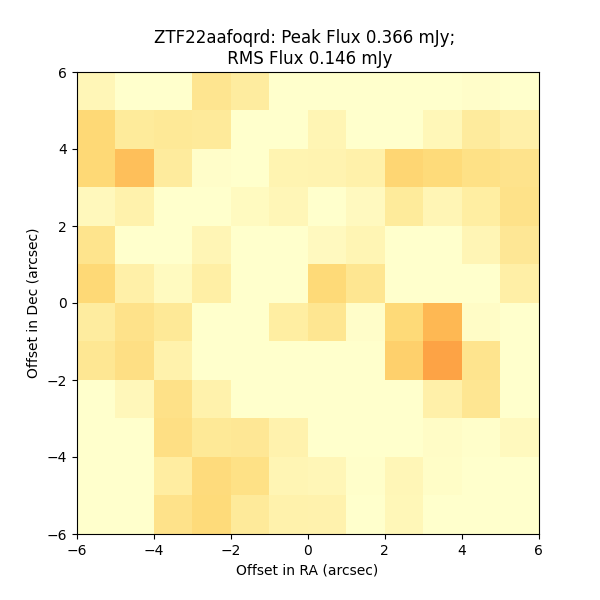 ZTF22aafoqrd: Peak Flux 0.366 mJy;
RMS Flux 0.146 mJy
6
4
2
0
−2
−4
−6
Offset in Dec (arcsec)
−6 −4 −2 0 2 4 6
Offset in RA (arcsec)